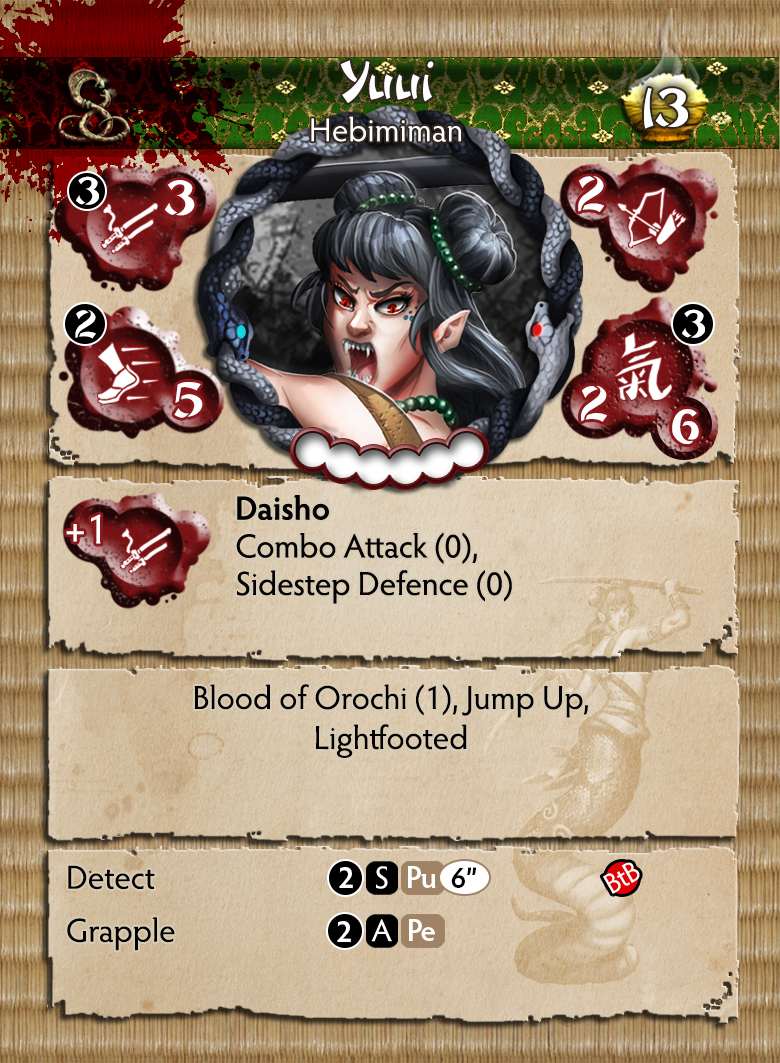 Yuui
13
Hebimiman
3 3
2
2 5
3
氣
2 6
+1
Daisho
Combo Attack (0),
Sidestep Defence (0)
Blood of Orochi (1), Jump Up,
Lightfooted
Detect 2 S Pu 6” BtB
Grapple 2 A Pe